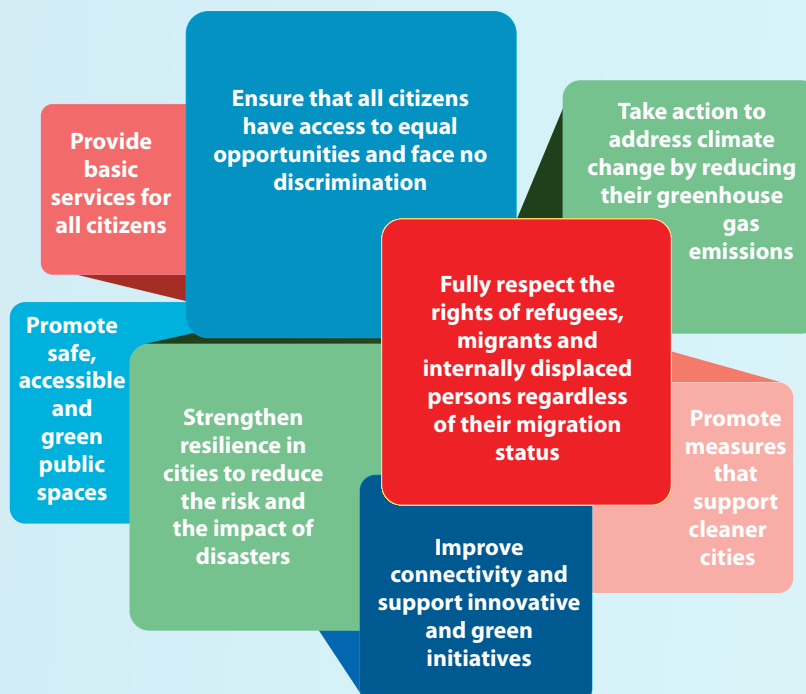 Ensure that all citizens
have access to equal
opportunities and face no
discrimination
Provide
basic
services for
all citizens
Take action to
address climate
change by reducing
their greenhouse
gas
emissions
Fully respect the
rights of refugees,
migrants and
internally displaced
persons regardless
of their migration
status
Promote
safe,
accessible
and
green
public
spaces
Strengthen
resilience in
cities to reduce
the risk and
the impact of
disasters
Promote
measures
that
support
cleaner
cities
Improve
connectivity and
support innovative
and green
initiatives